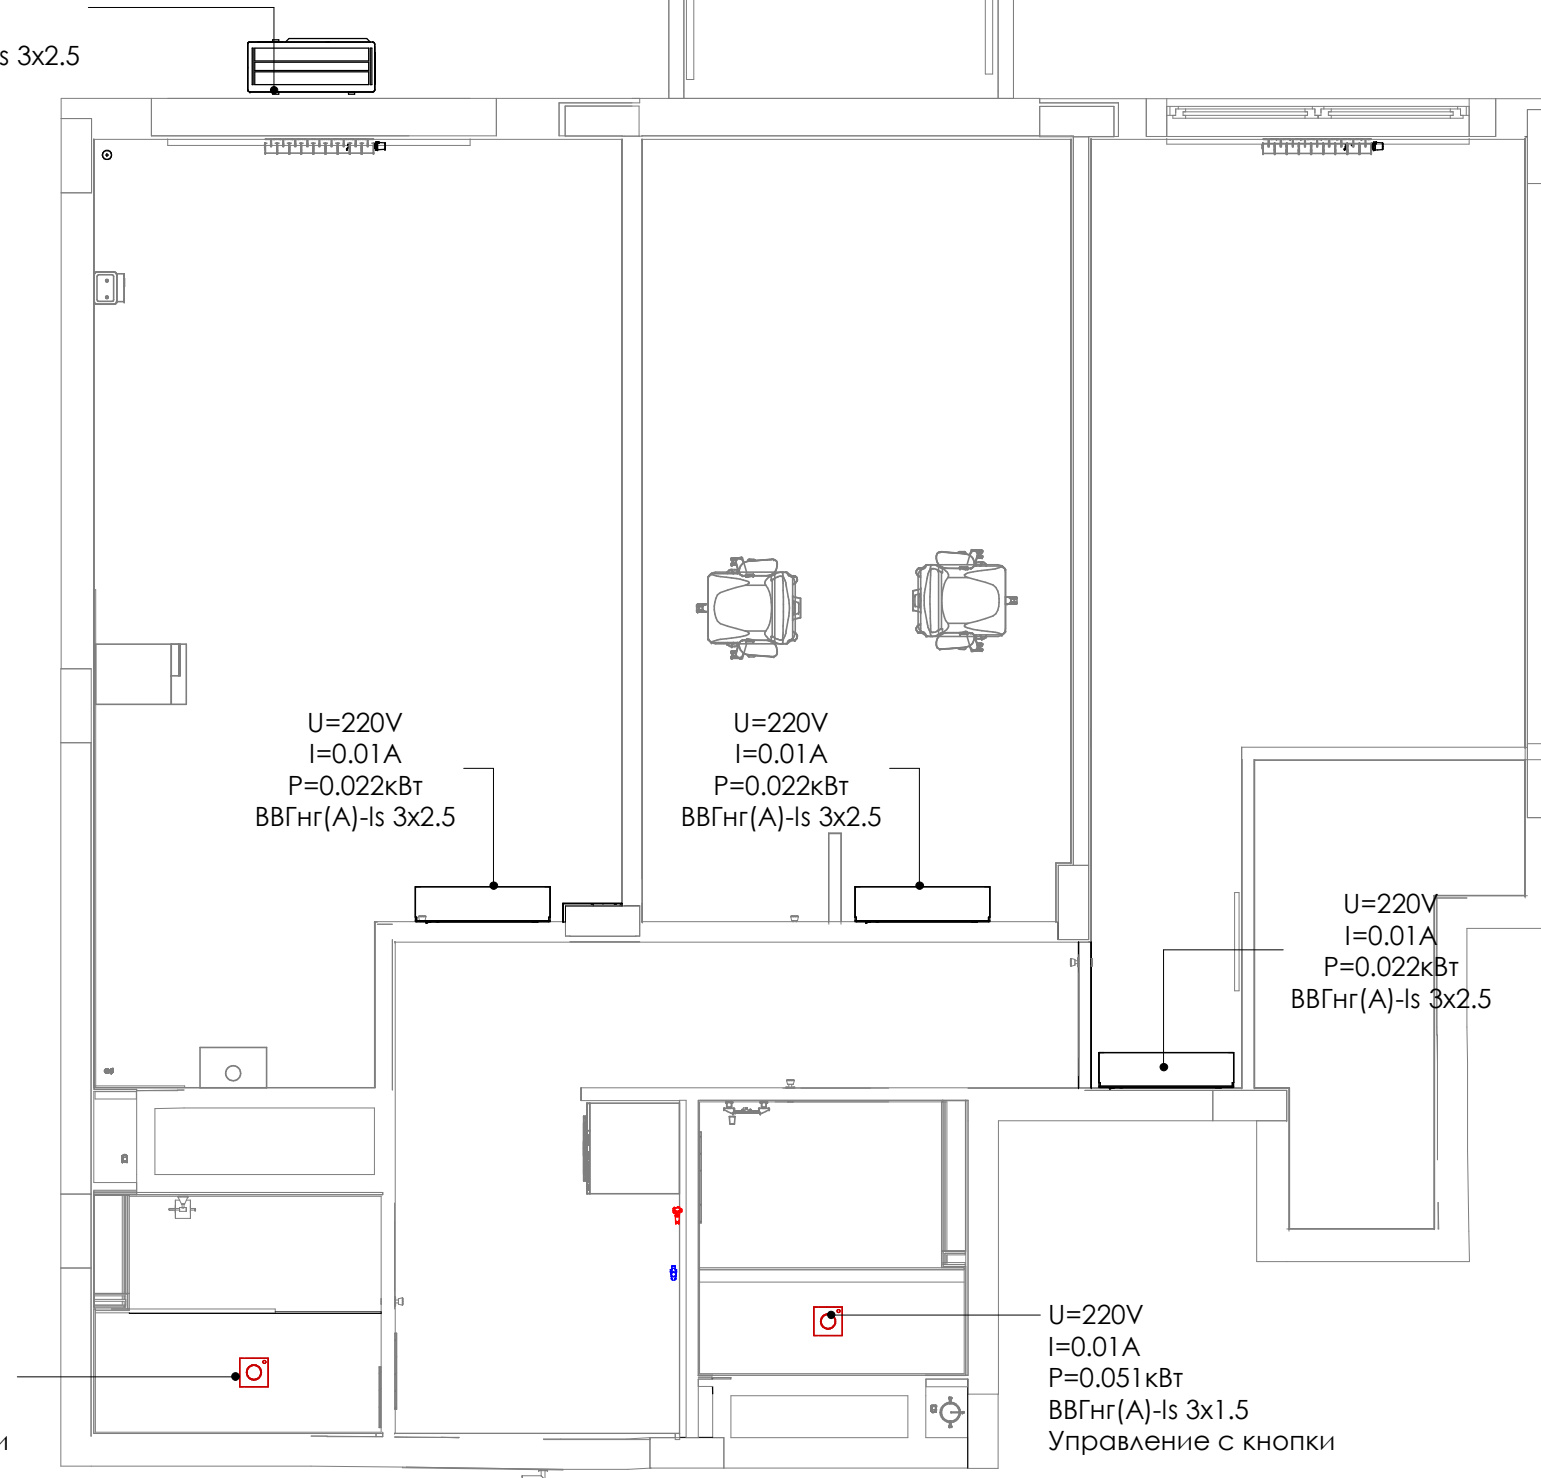 s 3x2.5
U=220V
I=0.01A
P=0.022кВт
ВВГнг(A)-ls 3x2.5
U=220V
I=0.01A
P=0.022кВт
ВВГнг(A)-ls 3x2.5
U=220V
I=0.01A
P=0.022кВт
ВВГнг(A)-ls 3x2.5
U=220V
I=0.01A
P=0.051кВт
ВВГнг(A)-ls 3x1.5
Управление с кнопки
и